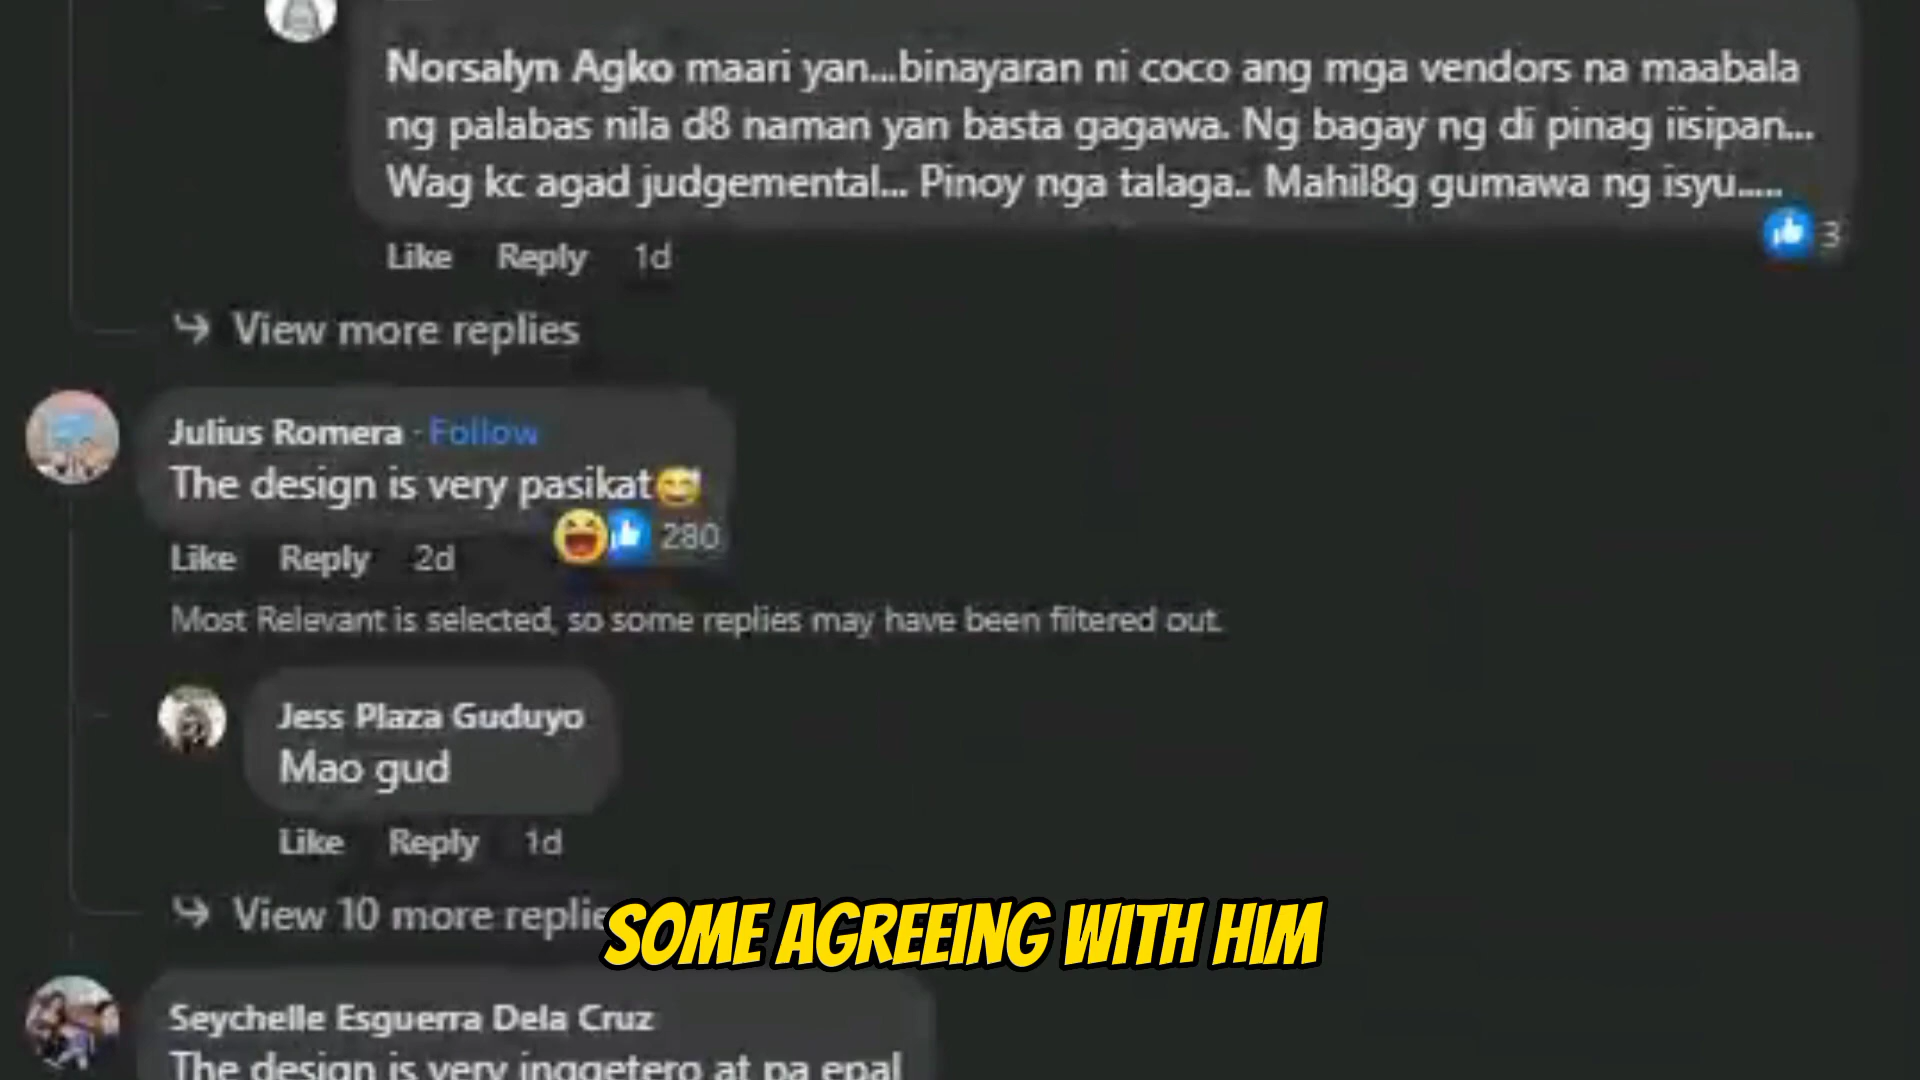 Norsalyn Agko maari yan...binayaran ni coco ang mga vendors na maabala
ng palabas nila d8 naman yan basta gagawa. Ng bagay ng di pinag iisipan...
Wag kc agad judgemental... Pinoy nga talaga.. Mahil8g gumawa ng isyu.....
3
Like Reply 1d
View more replies
Julius Romera · Follow
The design is very pasikat😅
280
Like Reply 2d
Most Relevant is selected, so some replies may have been filtered out.
Jess Plaza Guduyo
Mao gud
Like Reply 1d
View 10 more replie
SOME AGREEING WITH HIM
Seychelle Esguerra Dela Cruz
The design is very inggetero at pa epal